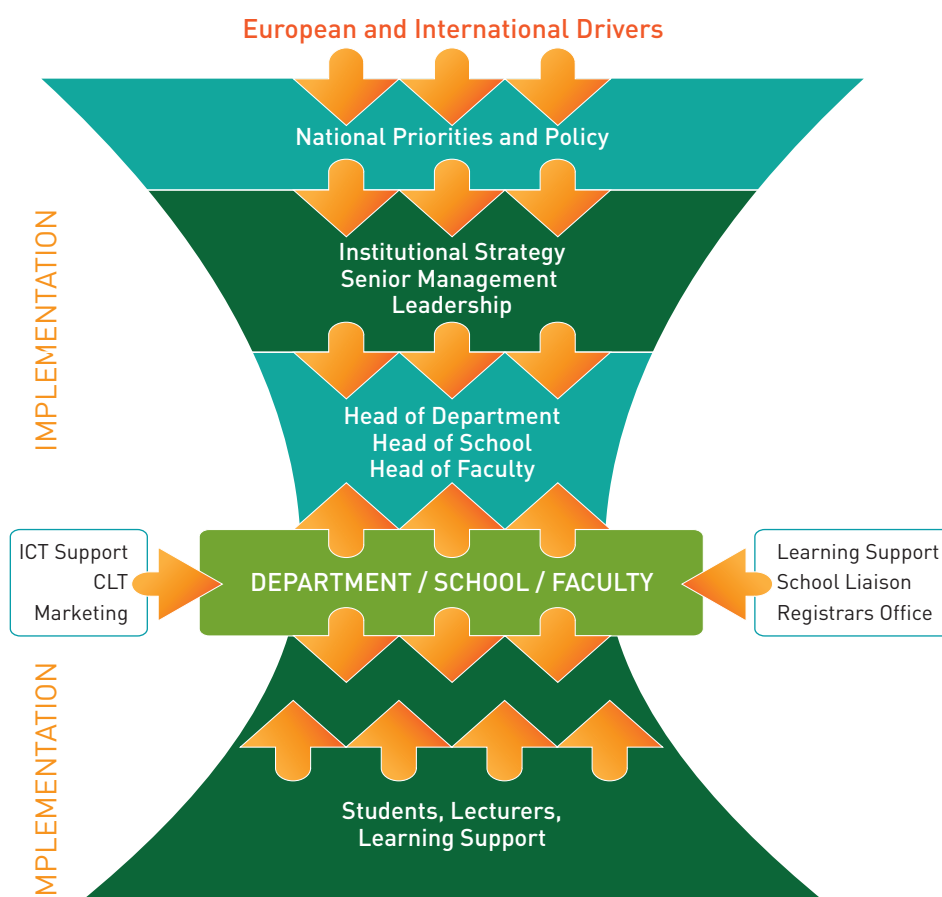 European and International Drivers
National Priorities and Policy
IMPLEMENTATION
Institutional Strategy
Senior Management
Leadership
Head of Department
Head of School
Head of Faculty
ICT Support
CLT
Marketing
DEPARTMENT / SCHOOL / FACULTY
Learning Support
School Liaison
Registrars Office
MPLEMENTATION
Students, Lecturers,
Learning Support